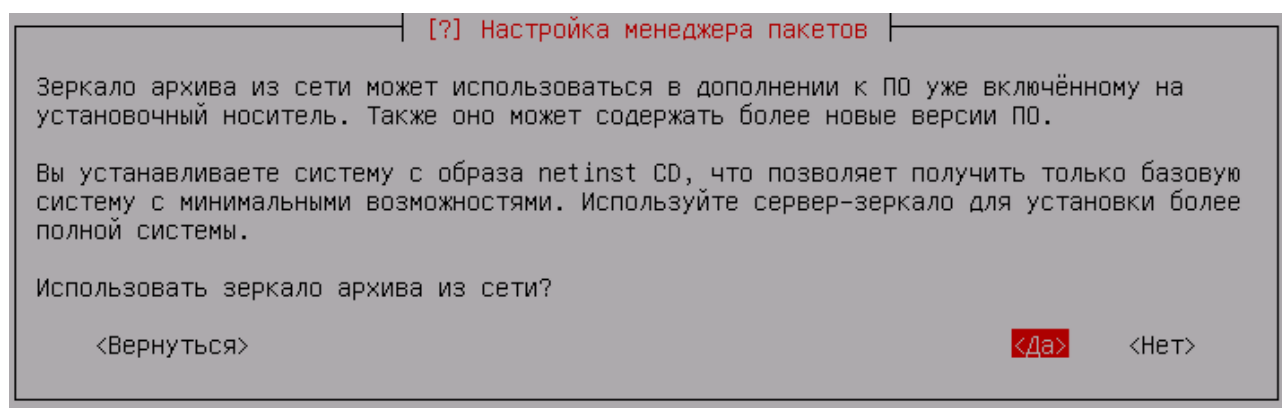 [?] Настройка менеджера пакетов
Зеркало архива из сети может использоваться в дополнении к ПО уже включённому на
установочный носитель. Также оно может содержать более новые версии ПО.
Вы устанавливаете систему с образа netinst CD, что позволяет получить только базовую
систему с минимальными возможностями. Используйте сервер-зеркало для установки более
полной системы.
Использовать зеркало архива из сети?
<Вернуться> <Да> <Нет>